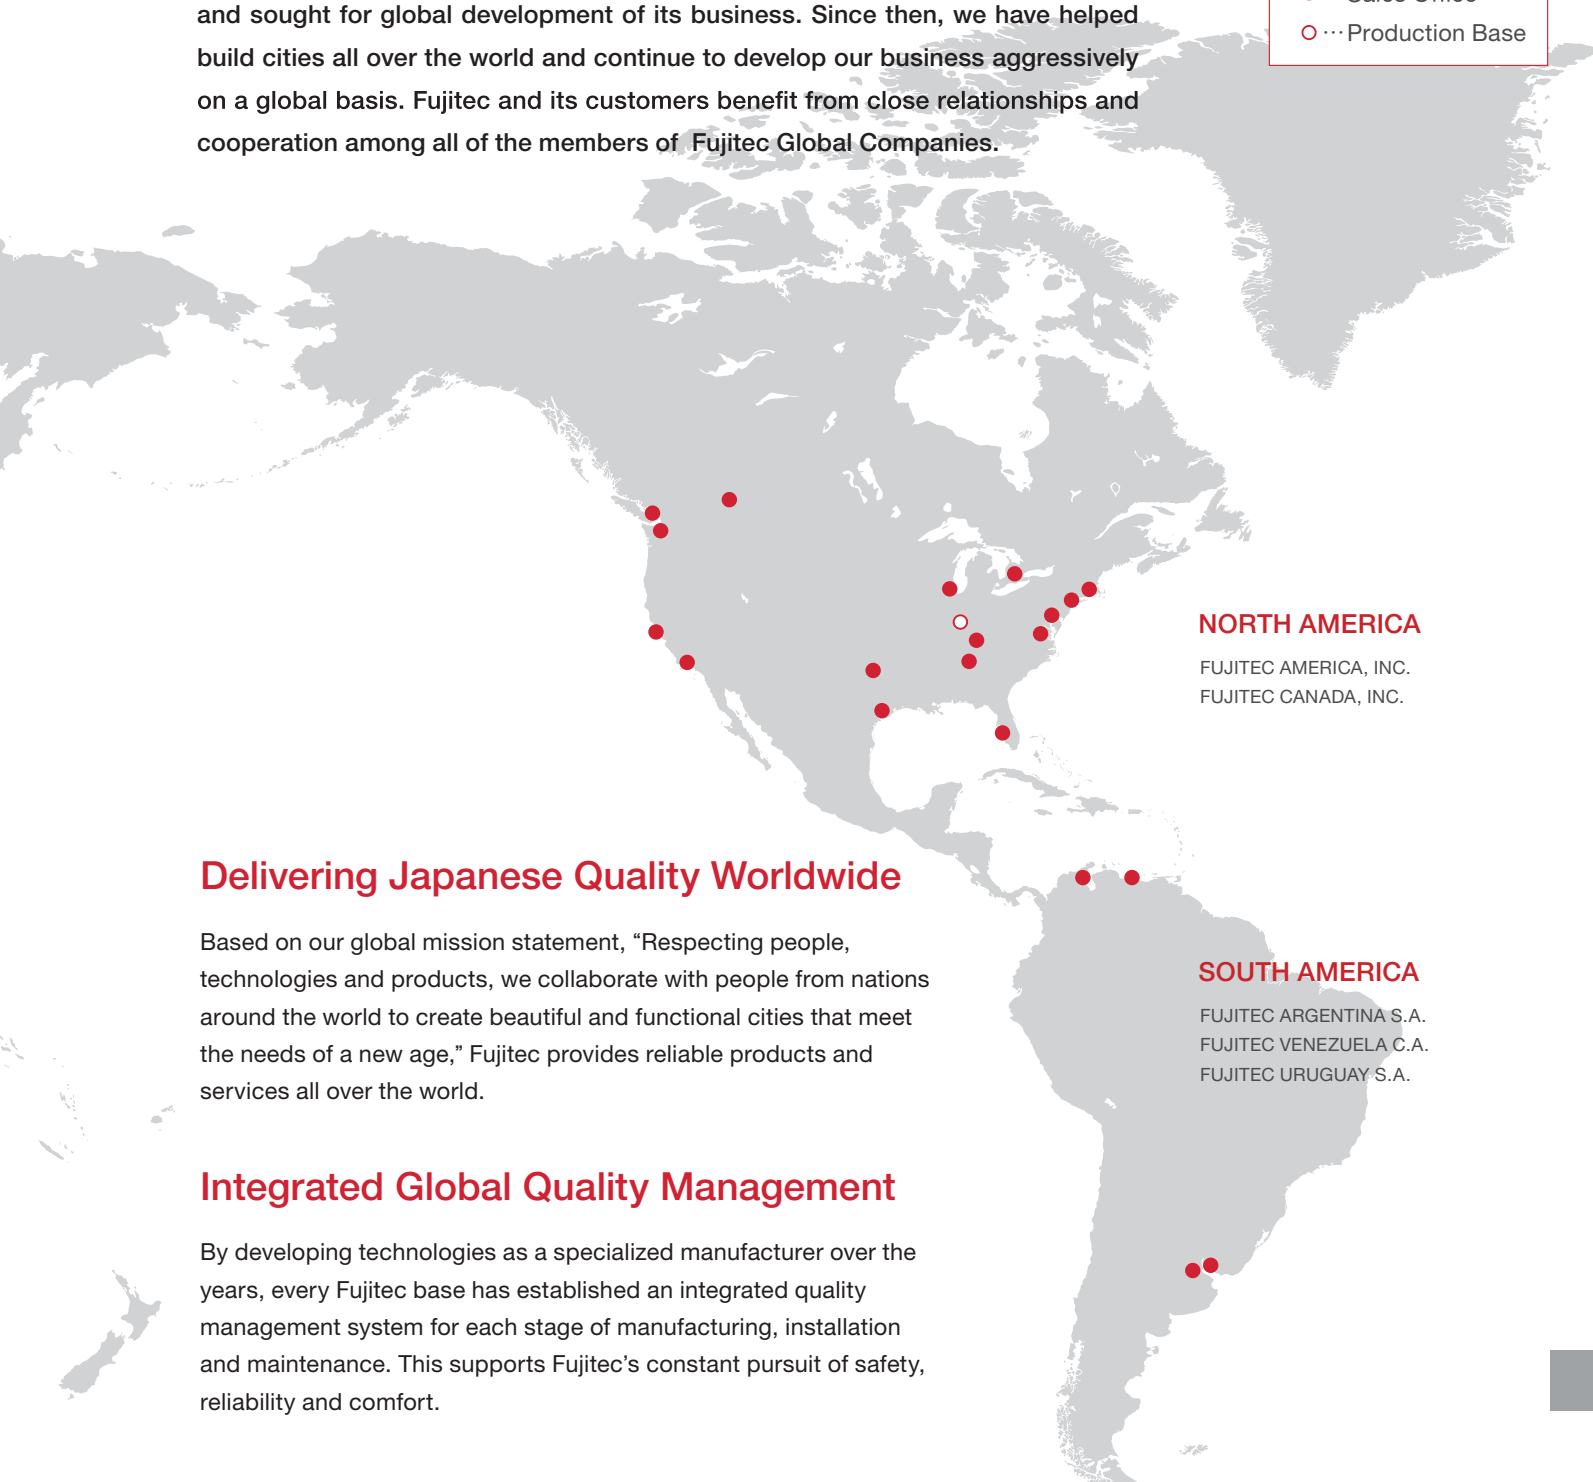 and sought for global development of its business. Since then, we have helped
build cities all over the world and continue to develop our business aggressively
on a global basis. Fujitec and its customers benefit from close relationships and
cooperation among all of the members of Fujitec Global Companies.
Sales Office
···Production Base
NORTH AMERICA
FUJITEC AMERICA, INC.
FUJITEC CANADA, INC.
Delivering Japanese Quality Worldwide
Based on our global mission statement, “Respecting people,
technologies and products, we collaborate with people from nations
around the world to create beautiful and functional cities that meet
the needs of a new age,” Fujitec provides reliable products and
services all over the world.
SOUTH AMERICA
FUJITEC ARGENTINA S.A.
FUJITEC VENEZUELA C.A.
FUJITEC URUGUAY S.A.
Integrated Global Quality Management
By developing technologies as a specialized manufacturer over the
years, every Fujitec base has established an integrated quality
management system for each stage of manufacturing, installation
and maintenance. This supports Fujitec’s constant pursuit of safety,
reliability and comfort.